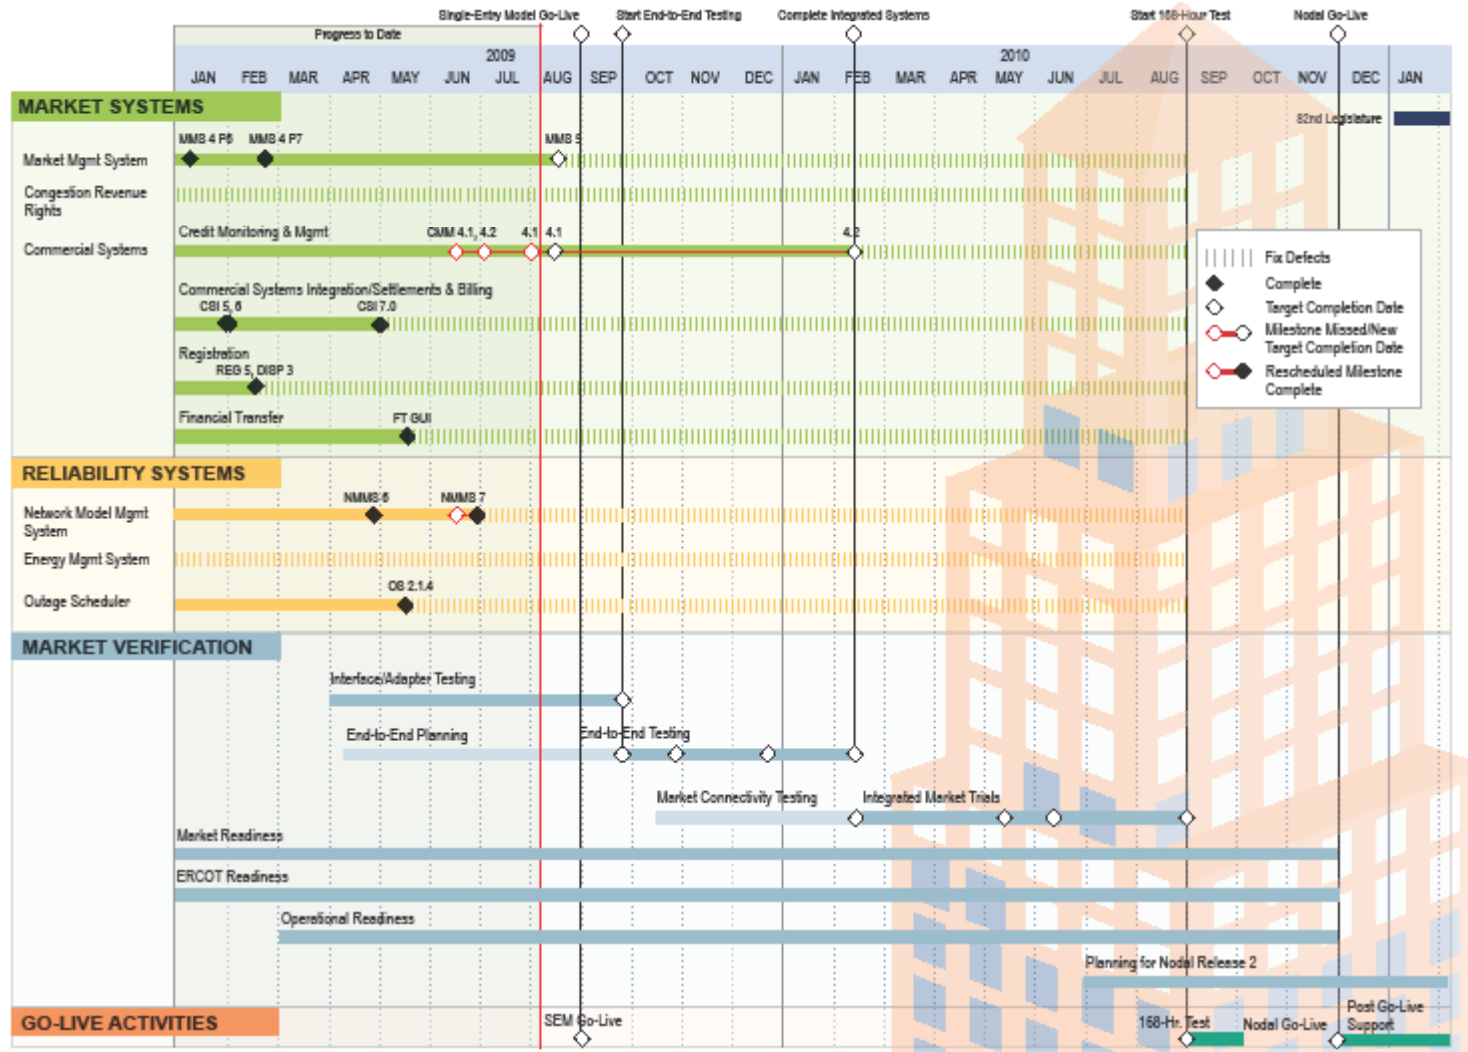 Single-Entry Model Go-Live
Start End-to-End Testing
Complete Integrated Systems
Start 168-Hour Test
Nodal Go-Live
Progress to Date
2009
2010
JAN FEB MAR APR MAY JUN JUL AUG SEP OCT NOV DEC JAN FEB MAR APR MAY JUN JUL AUG SEP OCT NOV DEC JAN
MARKET SYSTEMS
82nd Legislature
MMS 4 P6
MMS 4 P7
MMS 5
Market Mgmt System
Congestion Revenue
Rights
Credit Monitoring & Mgmt
CMM 4.1, 4.2
4.1
4.1
4.2
Commercial Systems
Commercial Systems Integration/Settlements & Billing
CSI 5, 6
CSI 7.0
Registration
REG 5, DISP 3
Financial Transfer
FT GUI
Fix Defects
Complete
Target Completion Date
Milestone Missed/New
Target Completion Date
Rescheduled Milestone
Complete
RELIABILITY SYSTEMS
NMMS 6
NMMS 7
Network Model Mgmt
System
Energy Mgmt System
OS 2.1.4
Outage Scheduler
MARKET VERIFICATION
Interface/Adapter Testing
End-to-End Planning
End-to-End Testing
Market Connectivity Testing
Integrated Market Trials
Market Readiness
ERCOT Readiness
Operational Readiness
Planning for Nodal Release 2
GO-LIVE ACTIVITIES
SEM Go-Live
168-Hr. Test
Nodal Go-Live
Post Go-Live
Support